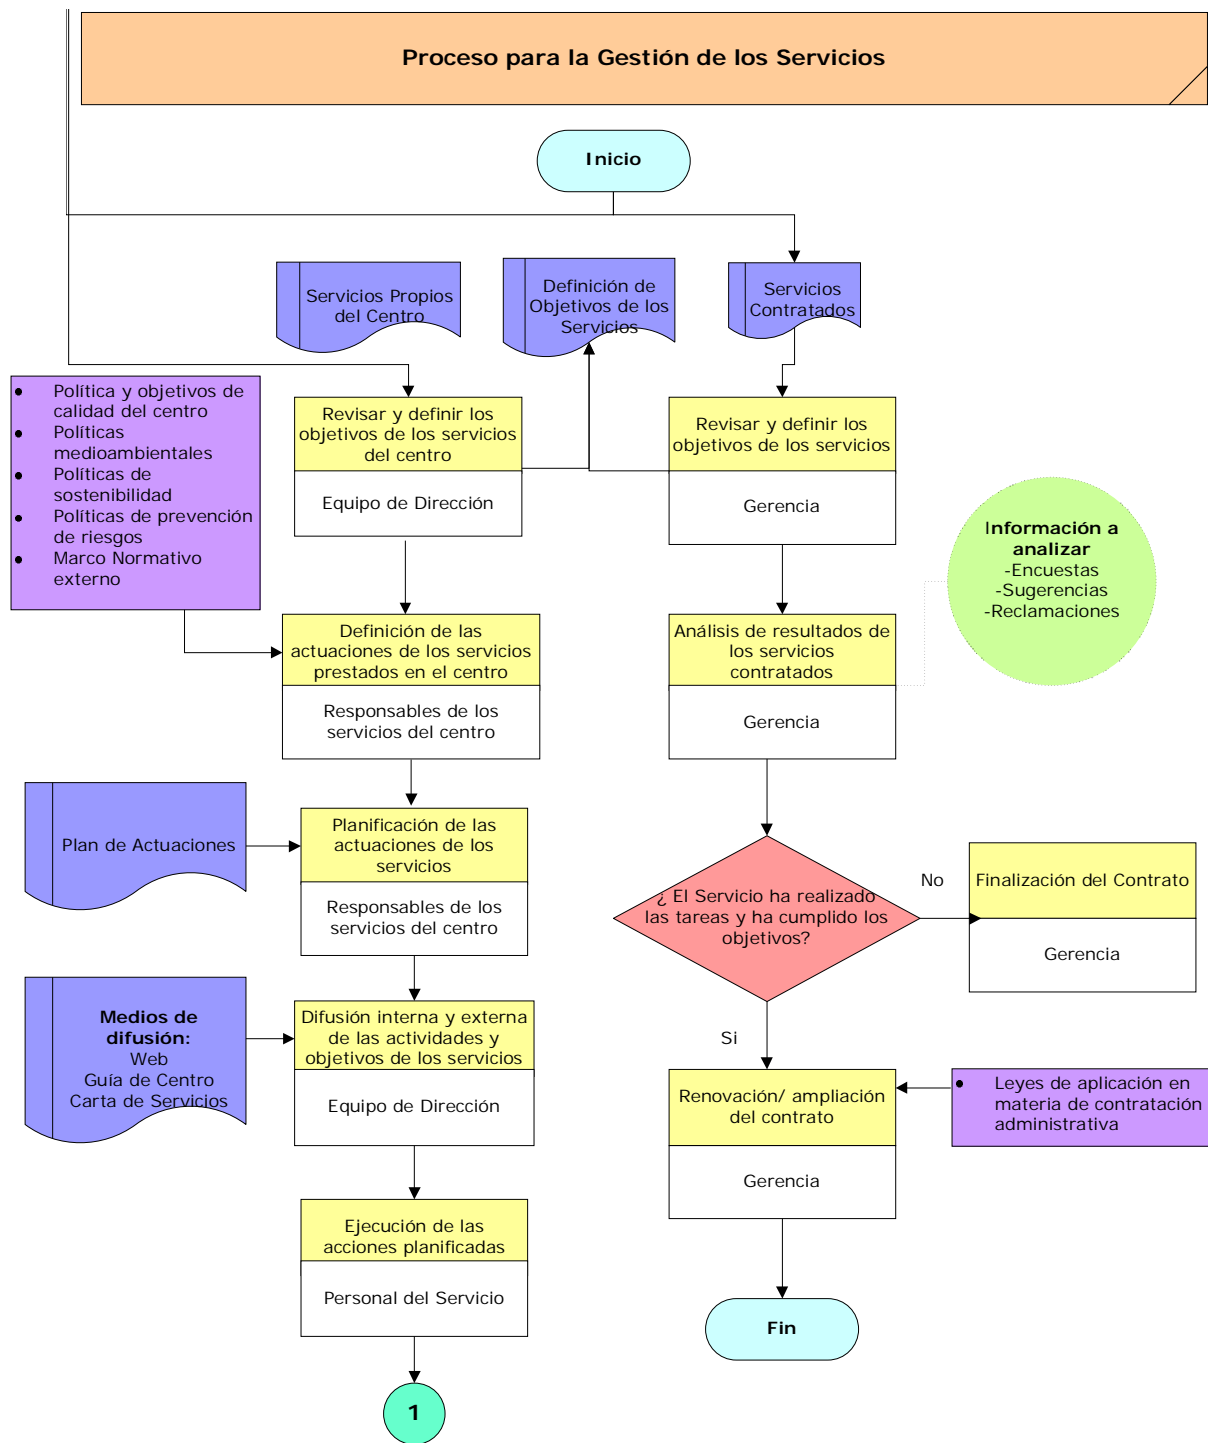 Proceso para la Gestión de los Servicios
Inicio
Servicios Propios
del Centro
Definición de
Objetivos de los
Servicios
Servicios
Contratados
• Política y objetivos de
calidad del centro
• Políticas
medioambientales
• Políticas de
sostenibilidad
• Políticas de prevención
de riesgos
• Marco Normativo
externo
Revisar y definir los
objetivos de los servicios
del centro
Equipo de Dirección
Revisar y definir los
objetivos de los servicios
Gerencia
Información a
analizar
-Encuestas
-Sugerencias
-Reclamaciones
Definición de las
actuaciones de los servicios
prestados en el centro
Responsables de los
servicios del centro
Análisis de resultados de
los servicios
contratados
Gerencia
Plan de Actuaciones
Planificación de las
actuaciones de los
servicios
Responsables de los
servicios del centro
¿ El Servicio ha realizado
las tareas y ha cumplido los
objetivos?
No
Finalización del Contrato
Gerencia
Si
Medios de
difusión:
Web
Guía de Centro
Carta de Servicios
Difusión interna y externa
de las actividades y
objetivos de los servicios
Equipo de Dirección
Renovación/ ampliación
del contrato
Gerencia
• Leyes de aplicación en
materia de contratación
administrativa
Ejecución de las
acciones planificadas
Personal del Servicio
Fin
1